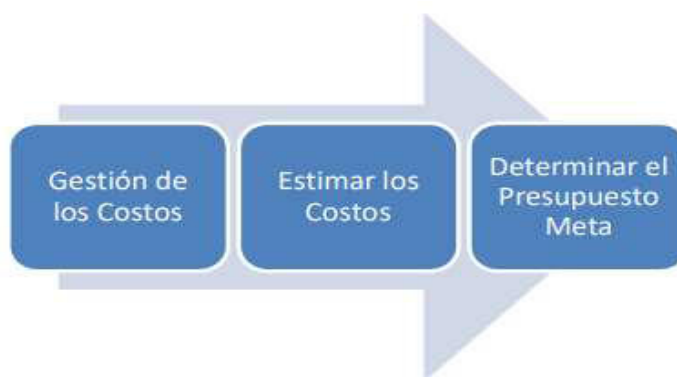 Gestión de
los Costos
Estimar los
Costos
Determinar el
Presupuesto
Meta